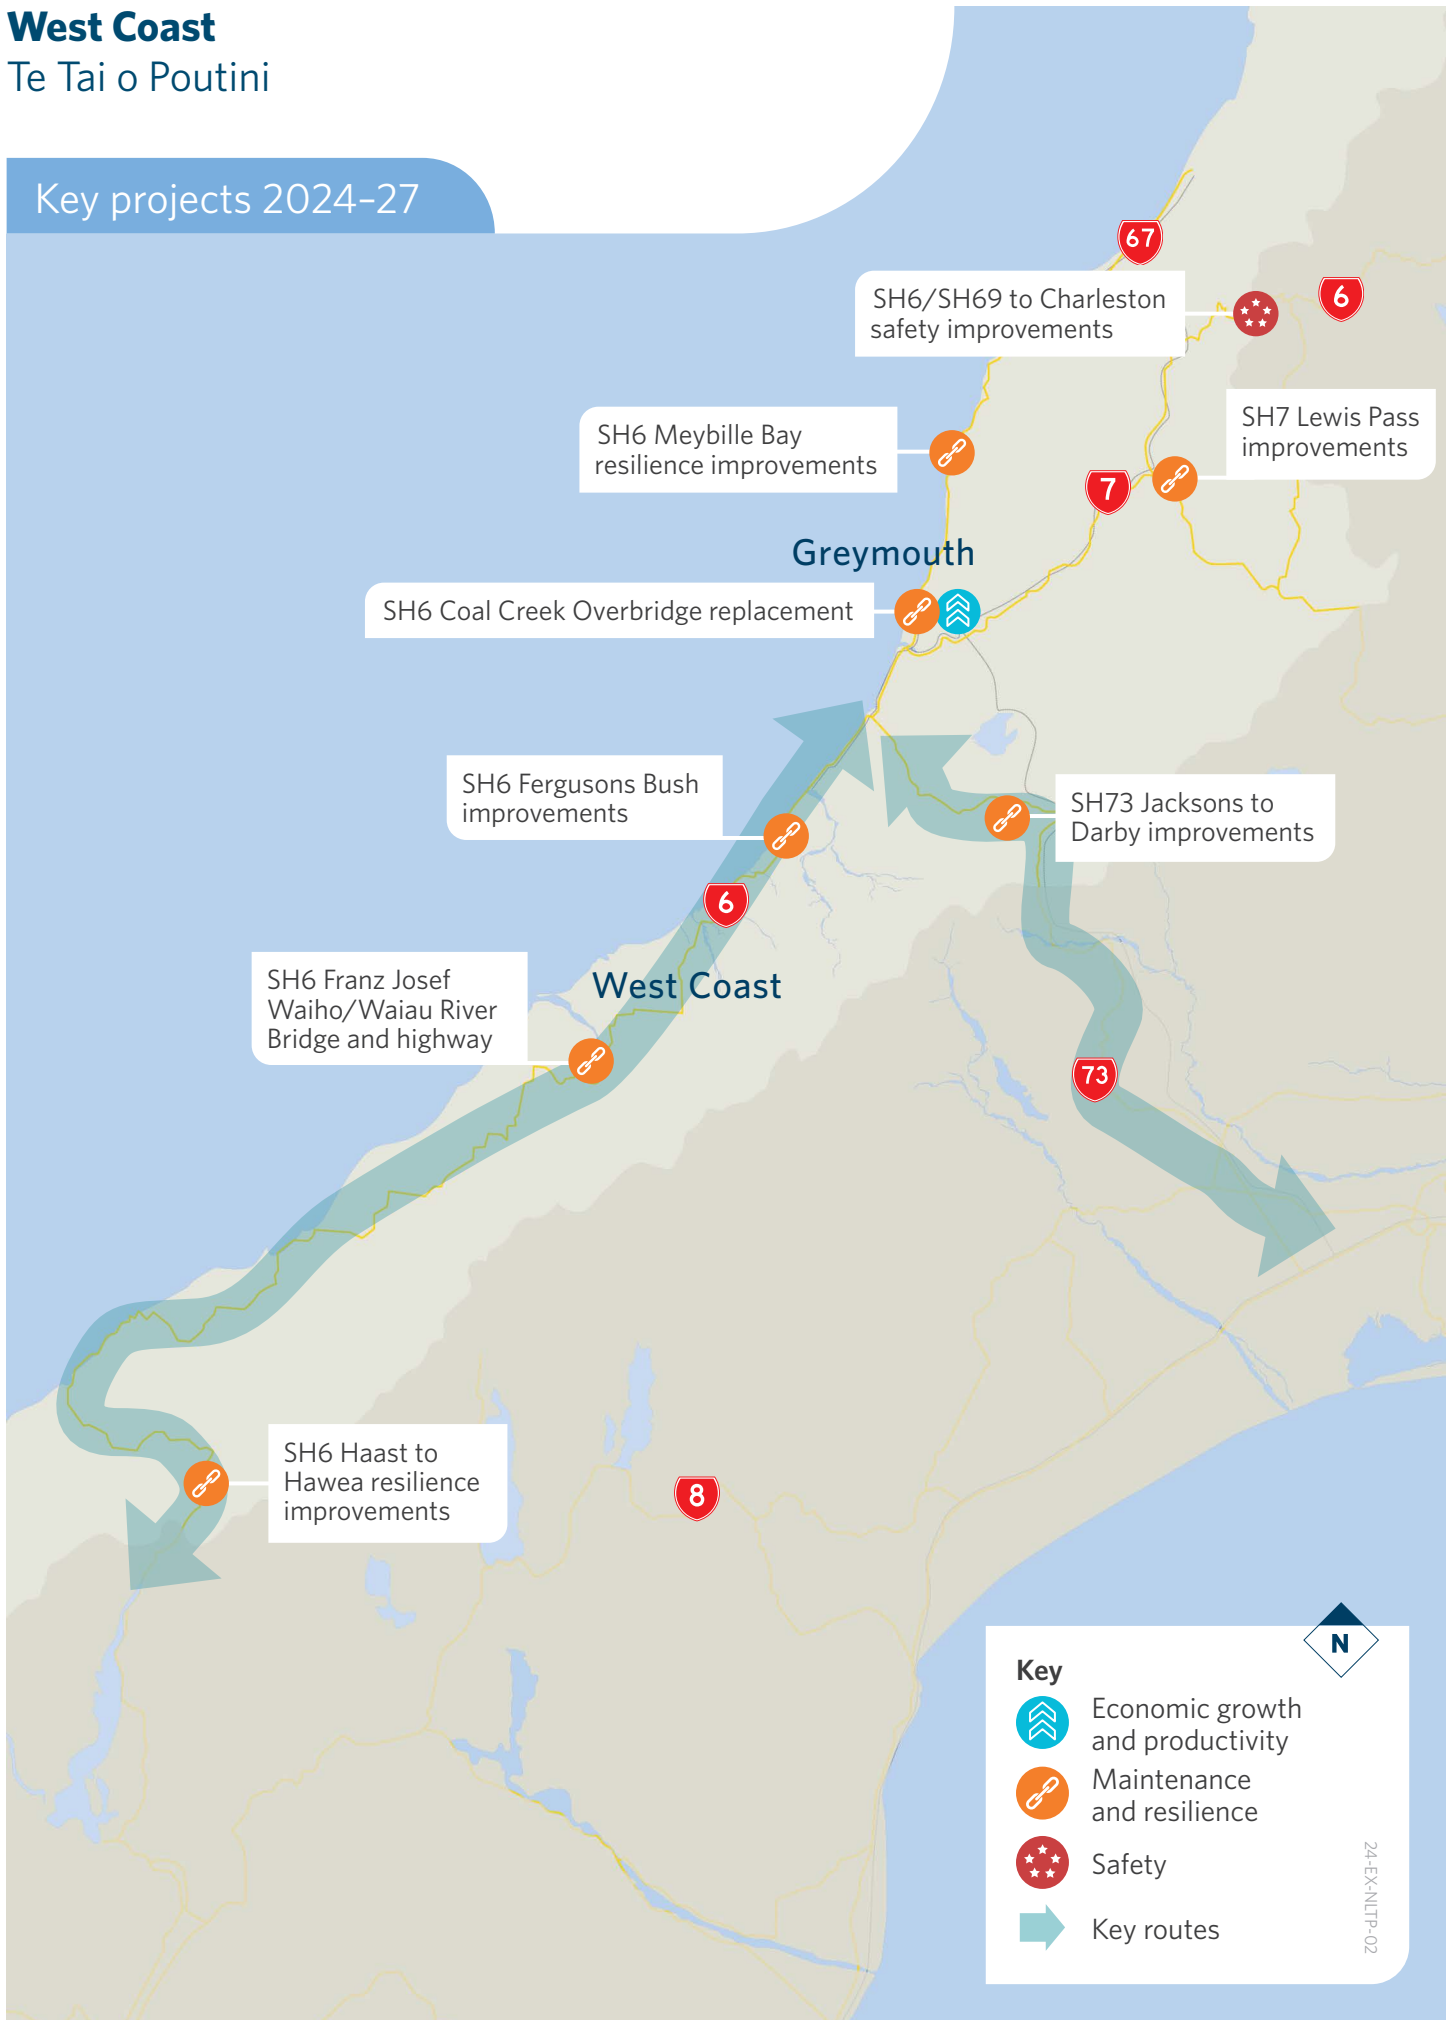 West Coast
Te Tai o Poutini
Key projects 2024–27
67
SH6/SH69 to Charleston
safety improvements
6
SH6 Meybille Bay
resilience improvements
SH7 Lewis Pass
improvements
7
Greymouth
SH6 Coal Creek Overbridge replacement
SH6 Fergusons Bush
improvements
SH73 Jacksons to
Darby improvements
6
SH6 Franz Josef
Waiho/Waiau River
Bridge and highway
West Coast
73
SH6 Haast to
Hawea resilience
improvements
8
N
Key
Economic growth
and productivity
Maintenance
and resilience
Safety
Key routes
24-EX-NLTP-02